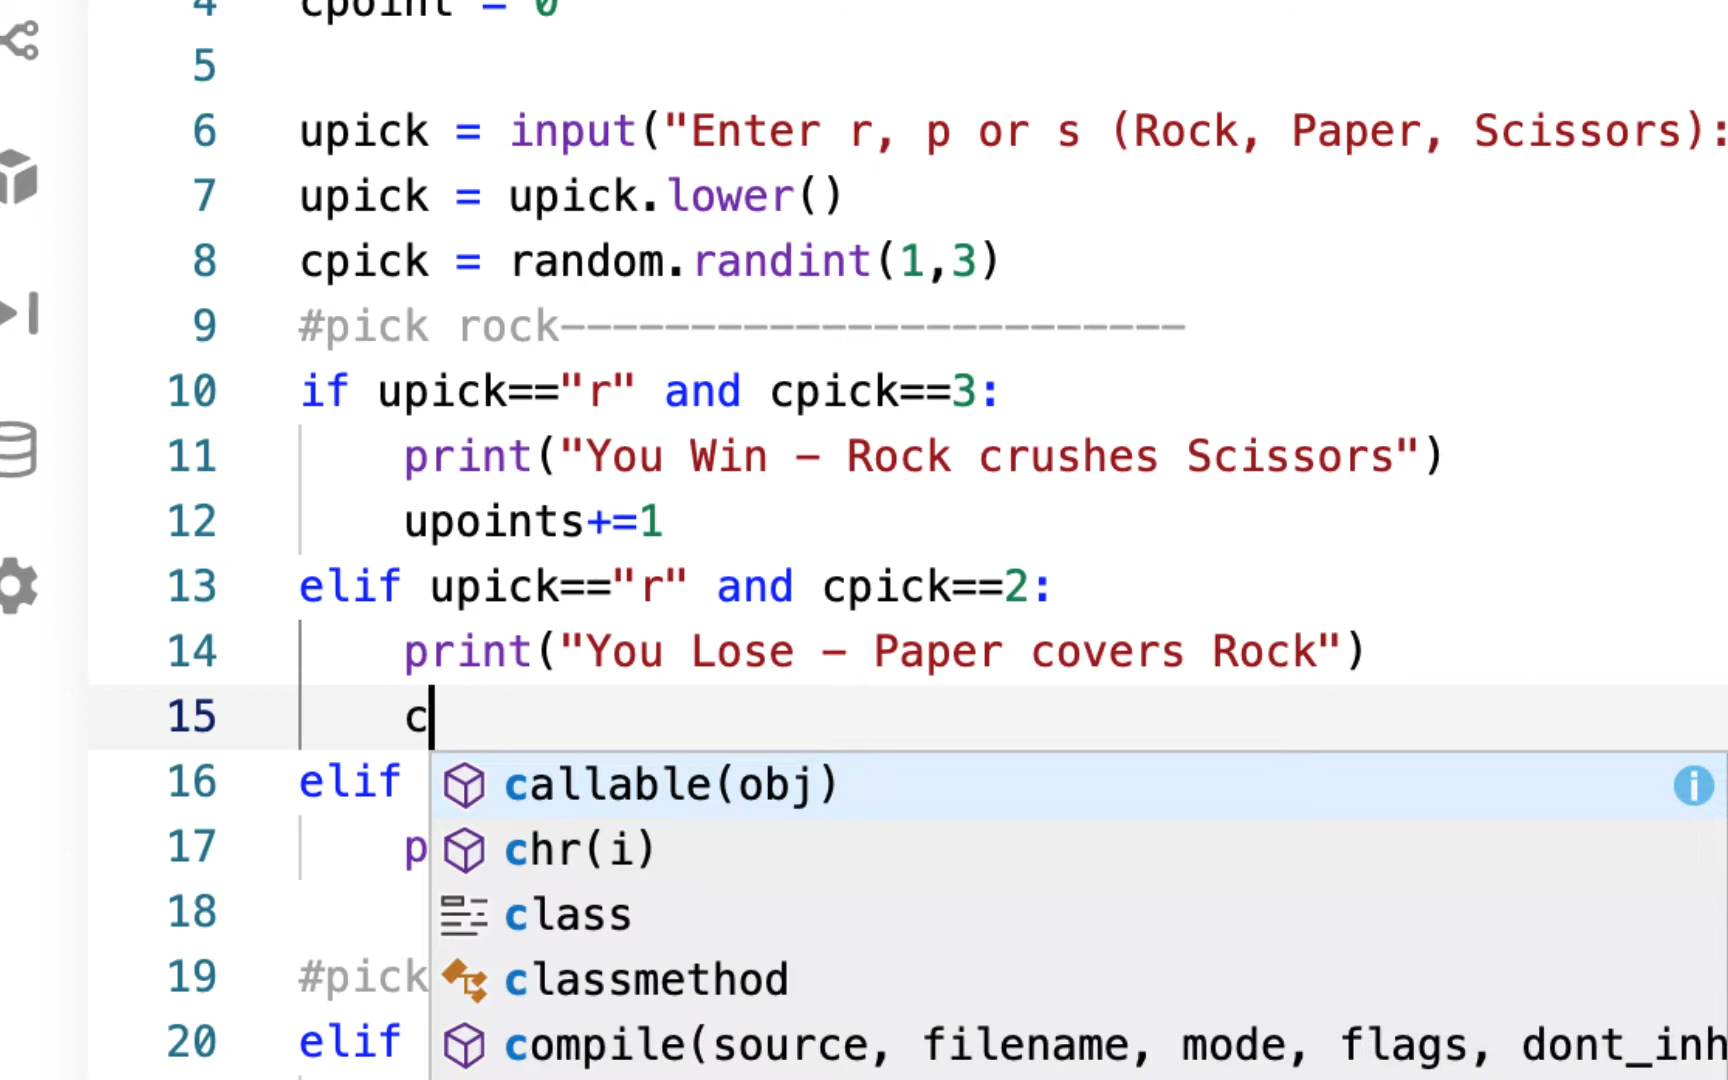 4 cpoint = 0
5
6 upick = input("Enter r, p or s (Rock, Paper, Scissors):
7 upick = upick.lower()
8 cpick = random.randint(1,3)
9 #pick rock------------------------
10 if upick=="r" and cpick==3:
11 print("You Win - Rock crushes Scissors")
12 upoints+=1
13 elif upick=="r" and cpick==2:
14 print("You Lose - Paper covers Rock")
15 c
16 elif callable(obj)
17 p chr(i)
18 class
19 #pick classmethod
20 elif compile(source, filename, mode, flags, dont_inh